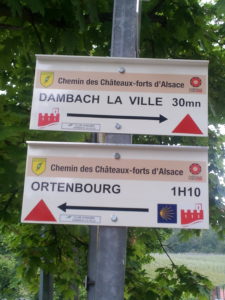 Chemin des Châteaux-forts d'Alsace
DAMBACH LA VILLE 30mn
Chemin des Châteaux-forts d'Alsace
ORTENBOURG 1H10